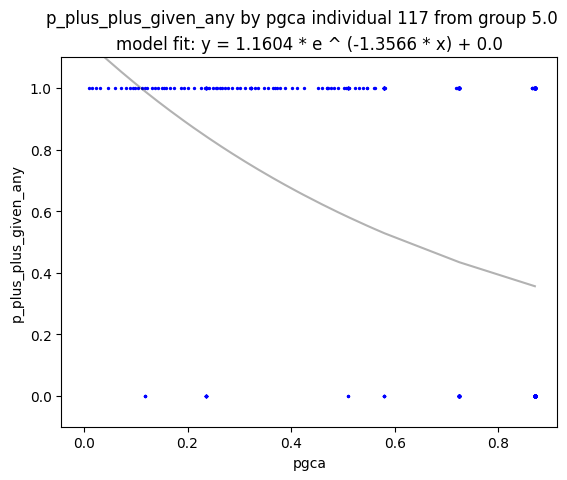 p_plus_plus_given_any by pgca individual 117 from group 5.0
model fit: y = 1.1604 * e ^ (-1.3566 * x) + 0.0
p_plus_plus_given_any
1.0
0.8
0.6
0.4
0.2
0.0
0.0 0.2 0.4 0.6 0.8
pgca